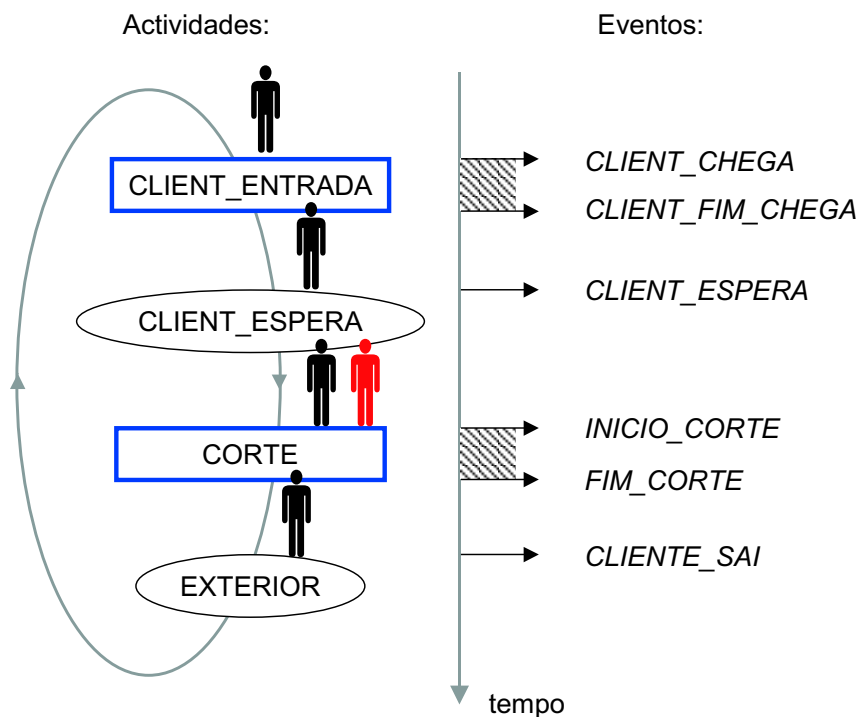 Actividades:
Eventos:
CLIENT_ENTRADA
CLIENT_CHEGA
CLIENT_FIM_CHEGA
CLIENT_ESPERA
CLIENT_ESPERA
CORTE
INICIO_CORTE
FIM_CORTE
EXTERIOR
CLIENTE_SAI
tempo